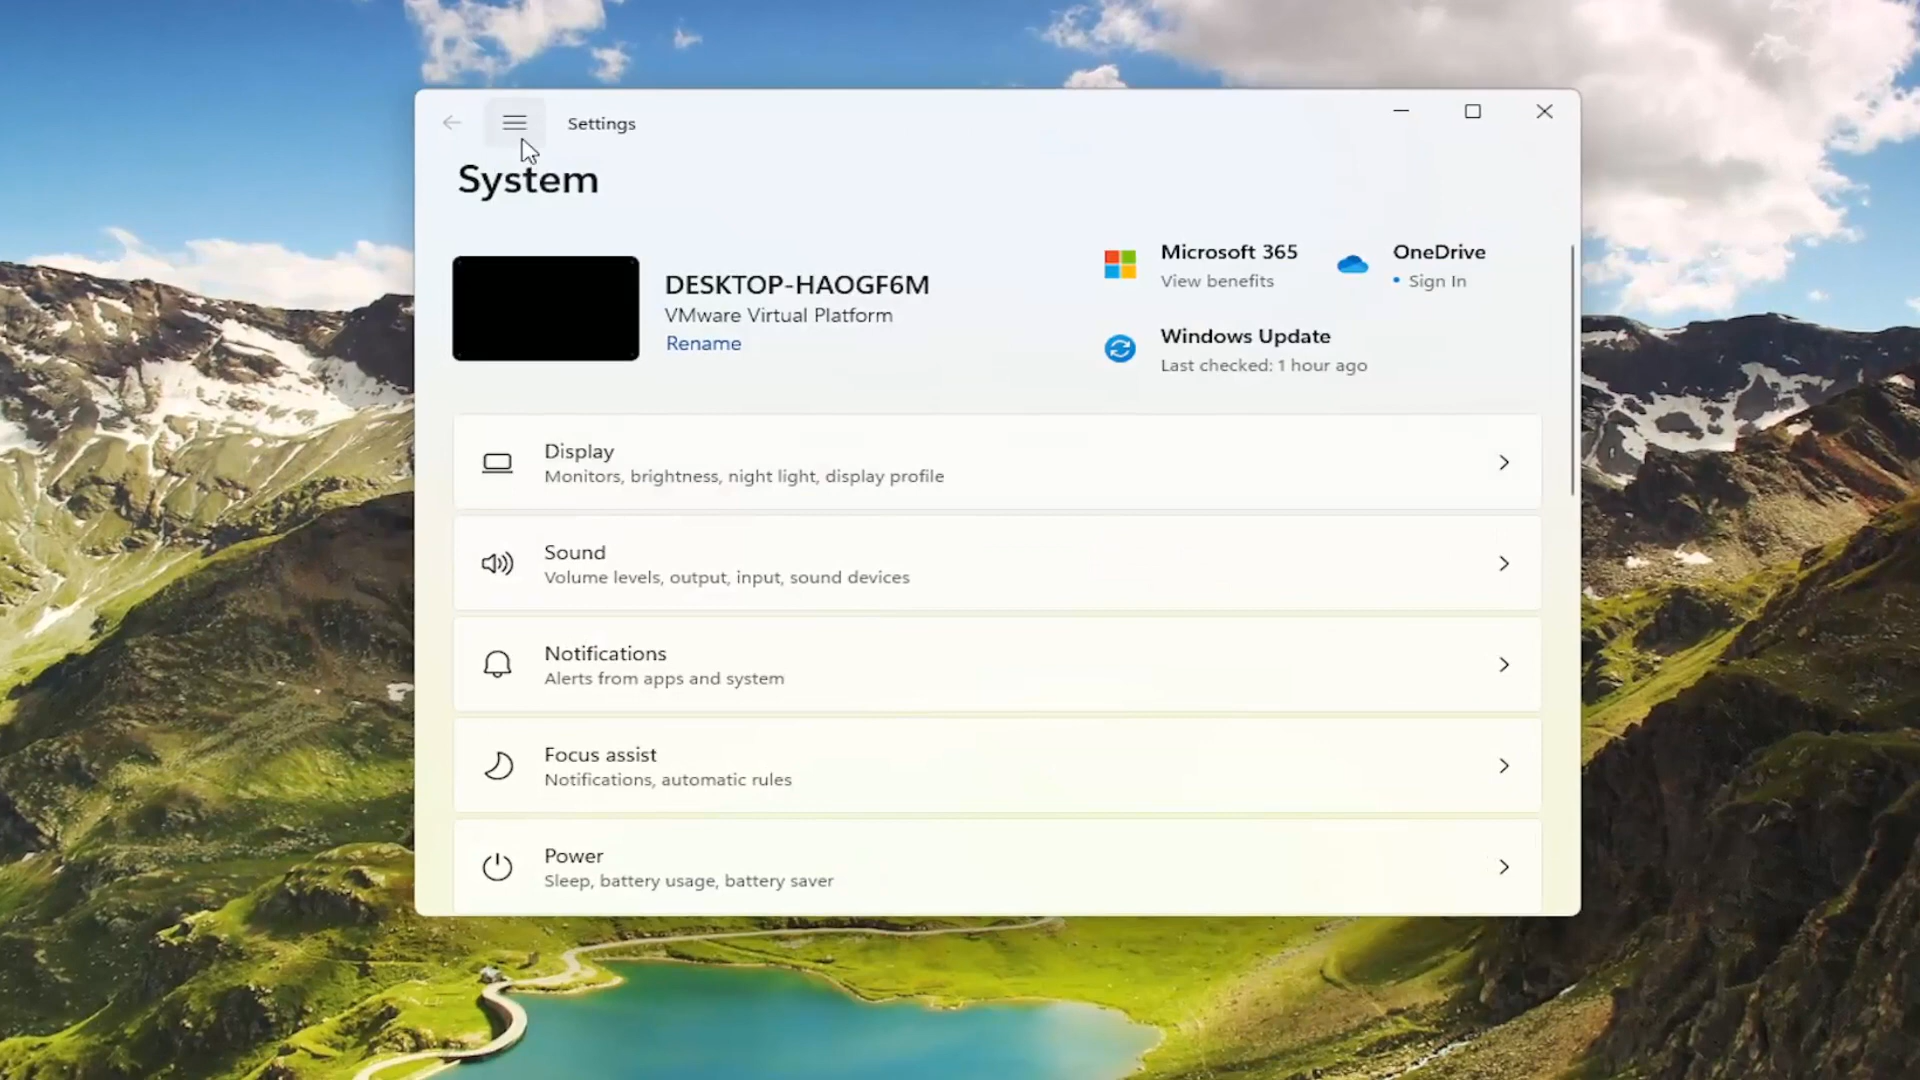 Settings
System
DESKTOP-HAOGF6M
VMware Virtual Platform
Rename
Microsoft 365
View benefits
OneDrive
• Sign In
Windows Update
Last checked: 1 hour ago
Display
Monitors, brightness, night light, display profile
Sound
Volume levels, output, input, sound devices
Notifications
Alerts from apps and system
Focus assist
Notifications, automatic rules
Power
Sleep, battery usage, battery saver